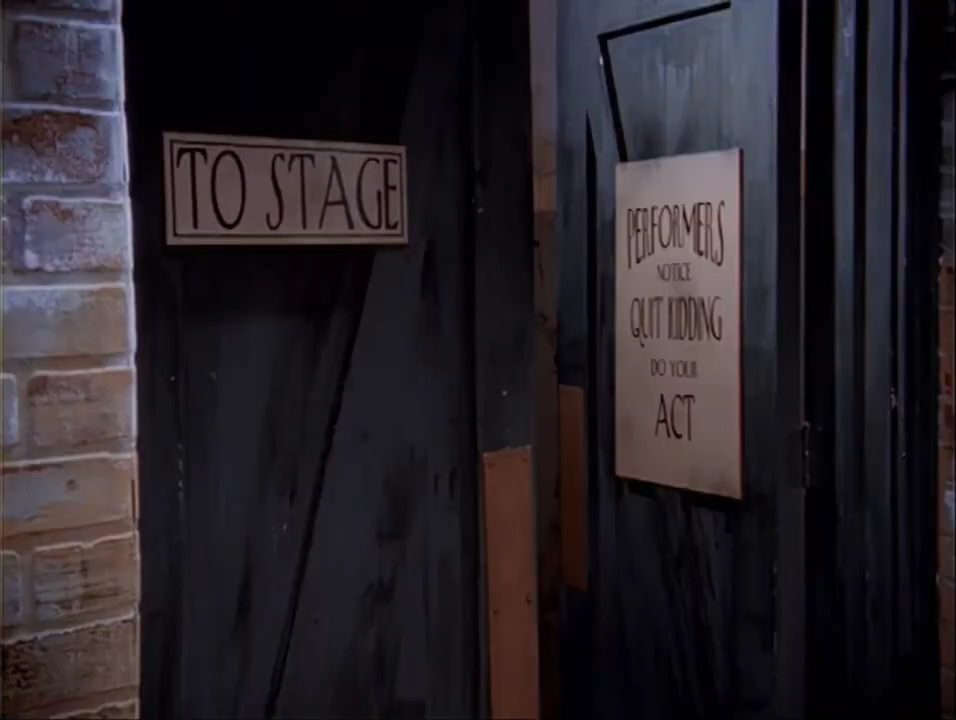 TO STAGE
PERFORMERS
NOTICE
QUIT KIDDING
DO YOUR
ACT